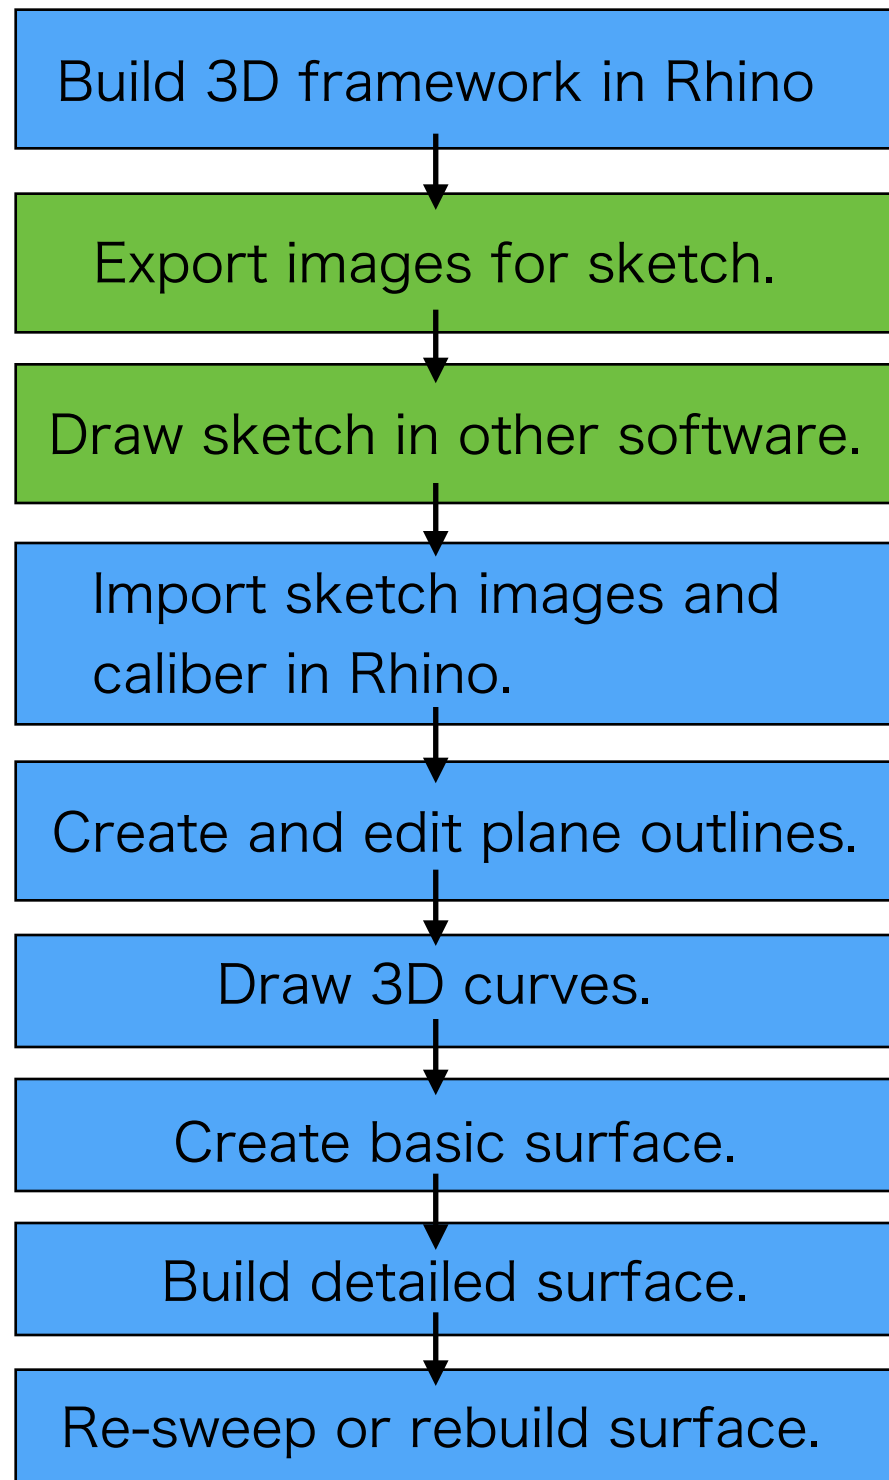 Build 3D framework in Rhino
Export images for sketch.
Draw sketch in other software.
Import sketch images and
caliber in Rhino.
Create and edit plane outlines.
Draw 3D curves.
Create basic surface.
Build detailed surface.
Re-sweep or rebuild surface.